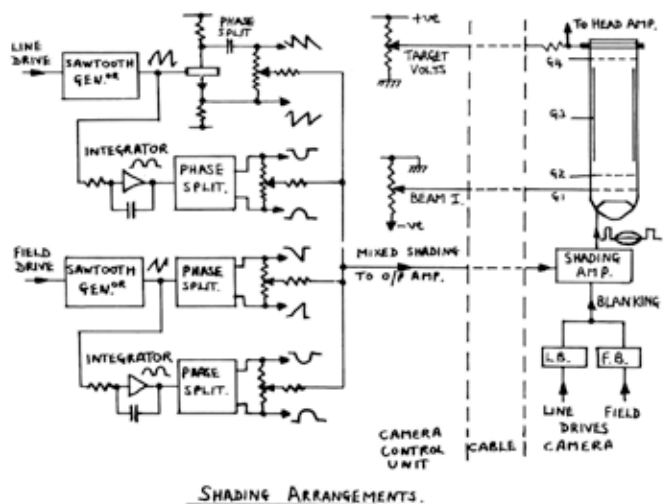 LINE
DRIVE
SAWTOOTH
GEN.OR
PHASE
SPLIT
INTEGRATOR
PHASE
SPLIT.
FIELD
DRIVE
SAWTOOTH
GEN.OR
PHASE
SPLIT.
INTEGRATOR
PHASE
SPLIT.
+ve
TARGET
VOLTS
BEAM I.
-ve
MIXED SHADING
TO O/P AMP.
TO HEAD AMP.
G4
G3
G2
G1
SHADING
AMP.
BLANKING
L.B.
F.B.
LINE
FIELD
DRIVES
CAMERA
CONTROL
UNIT
CABLE
CAMERA
SHADING ARRANGEMENTS.